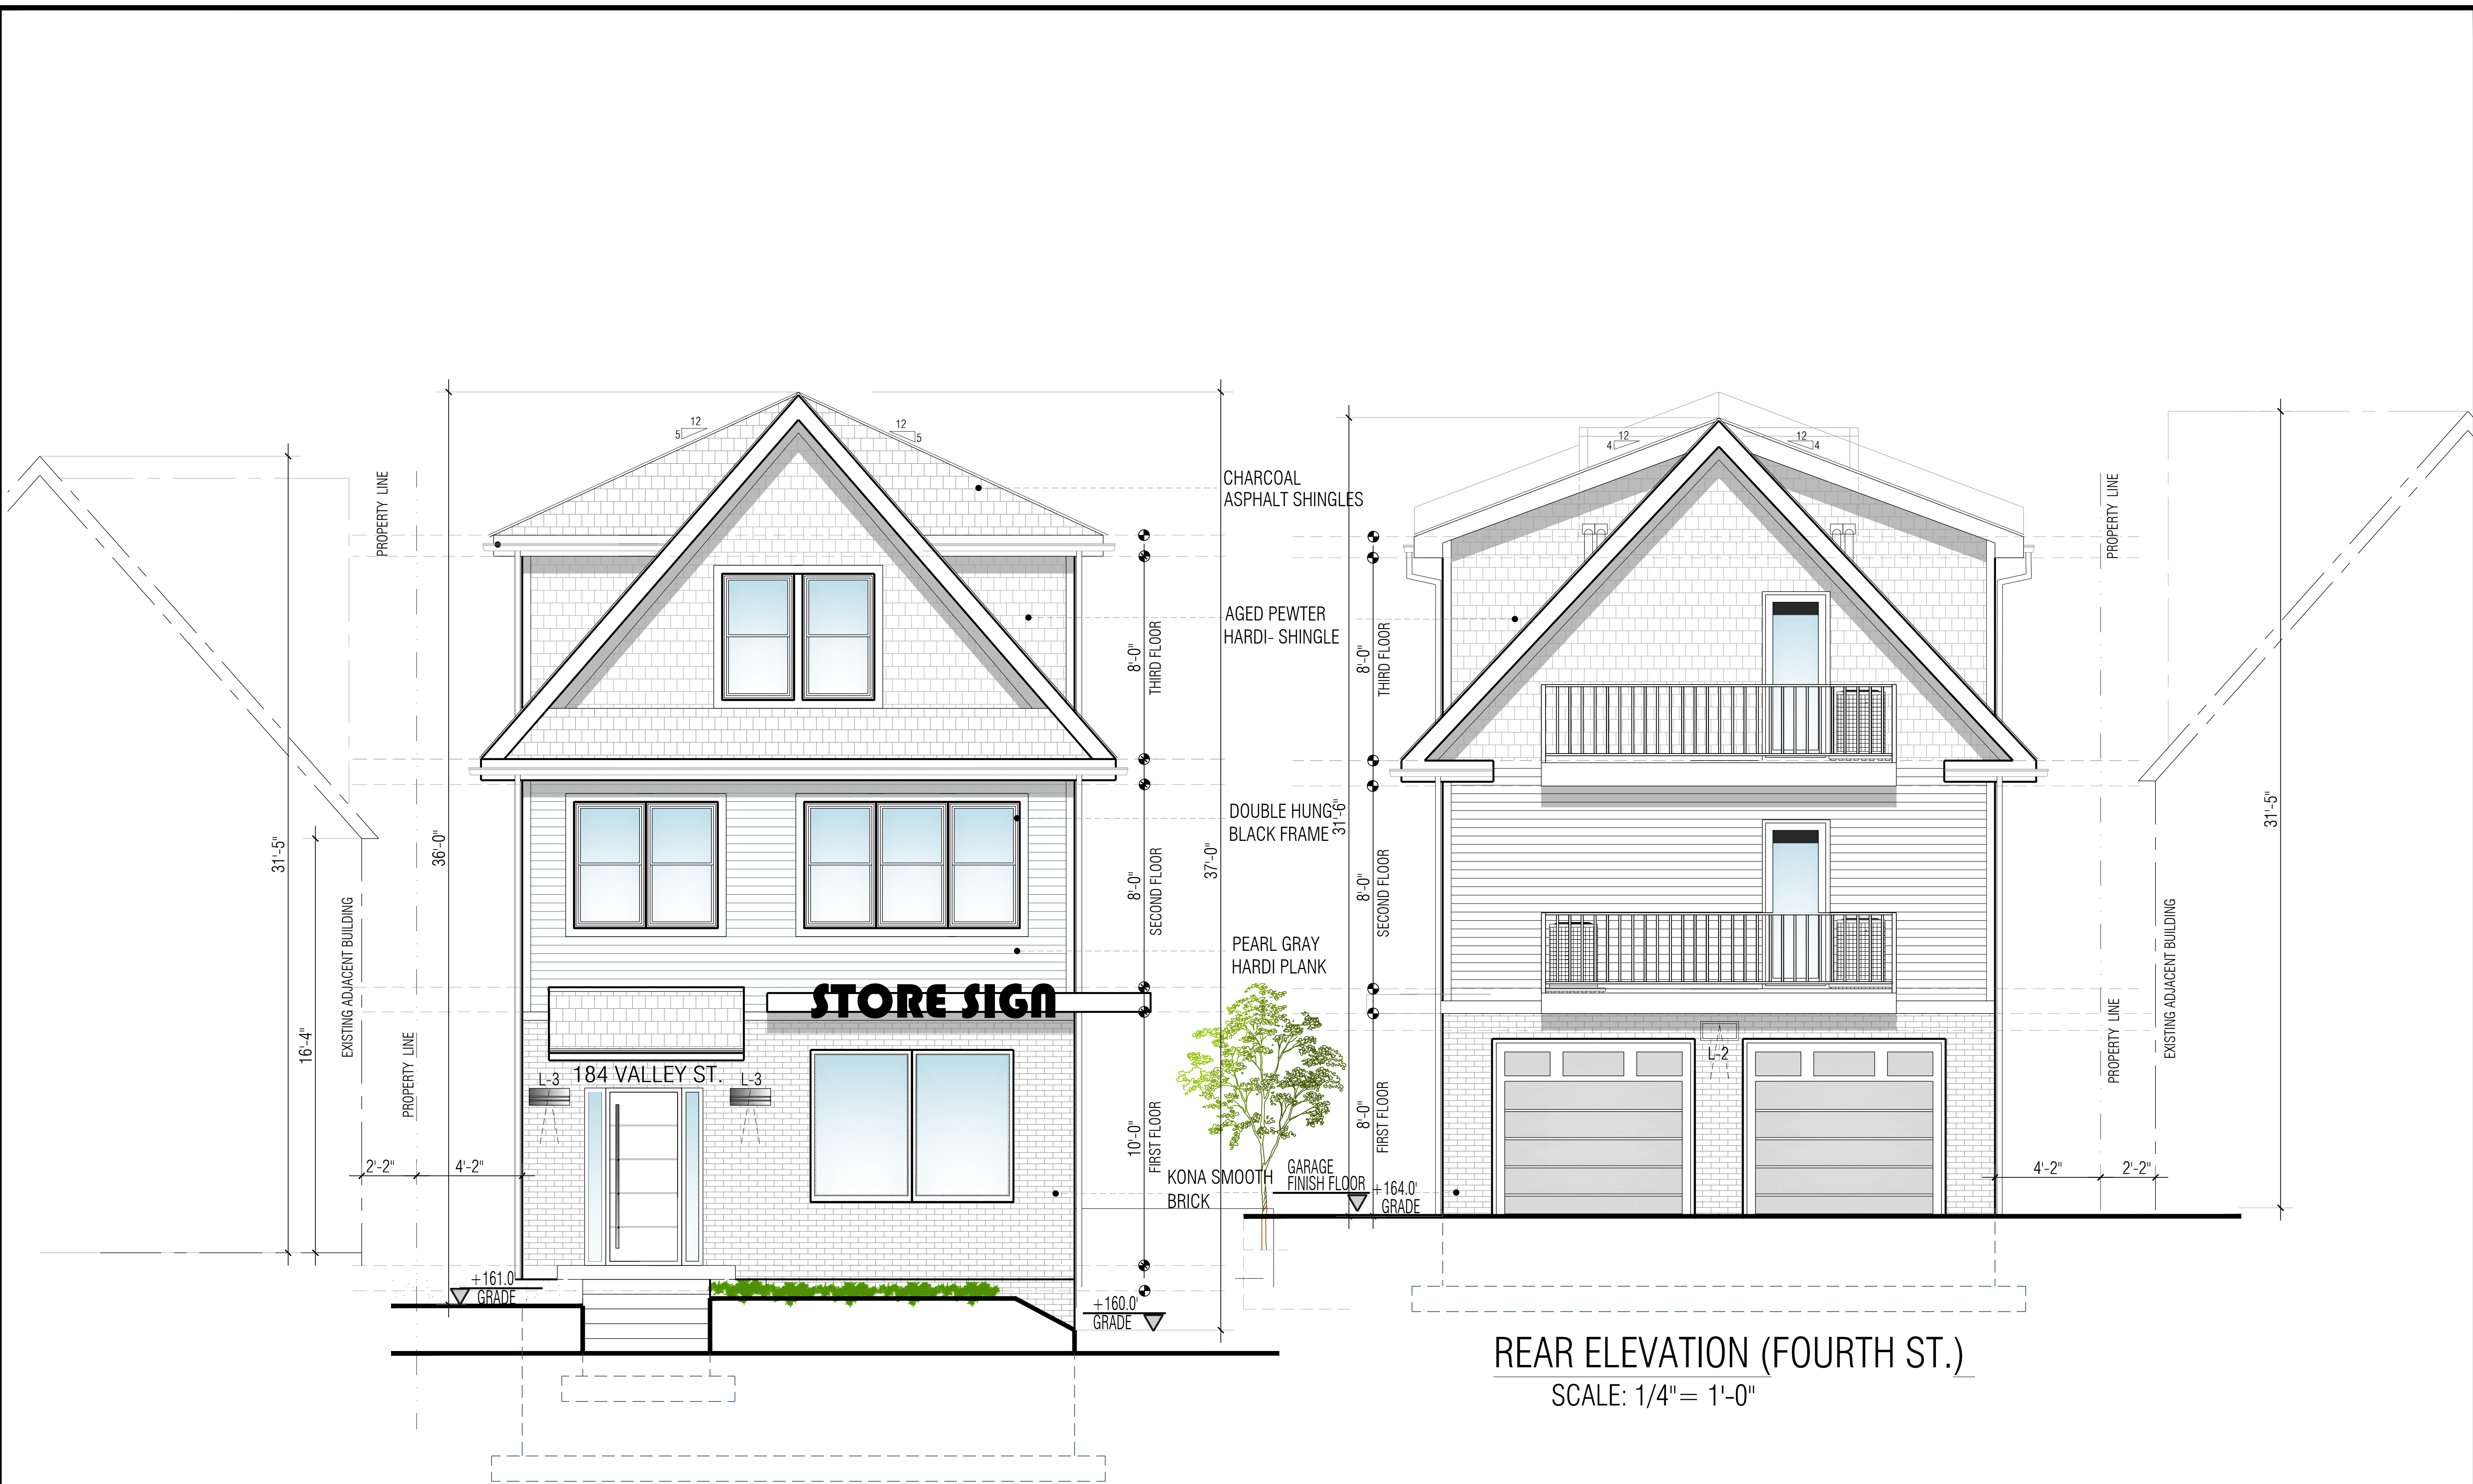 12
5
12
5
CHARCOAL
ASPHALT SHINGLES
AGED PEWTER
HARDI- SHINGLE
DOUBLE HUNG
BLACK FRAME
PEARL GRAY
HARDI PLANK
KONA SMOOTH
BRICK
PROPERTY LINE
PROPERTY LINE
EXISTING ADJACENT BUILDING
31'-5"
16'-4"
36'-0"
37'-0"
2'-2"
4'-2"
8'-0"
THIRD FLOOR
8'-0"
SECOND FLOOR
10'-0"
FIRST FLOOR
STORE SIGN
184 VALLEY ST.
L-3
L-3
+161.0
GRADE
+160.0'
GRADE
12
4
12
4
31'-6"
8'-0"
THIRD FLOOR
8'-0"
SECOND FLOOR
8'-0"
FIRST FLOOR
GARAGE
FINISH FLOOR
+164.0'
GRADE
L-2
PROPERTY LINE
PROPERTY LINE
EXISTING ADJACENT BUILDING
31'-5"
4'-2"
2'-2"
REAR ELEVATION (FOURTH ST.)
SCALE: 1/4"= 1'-0"